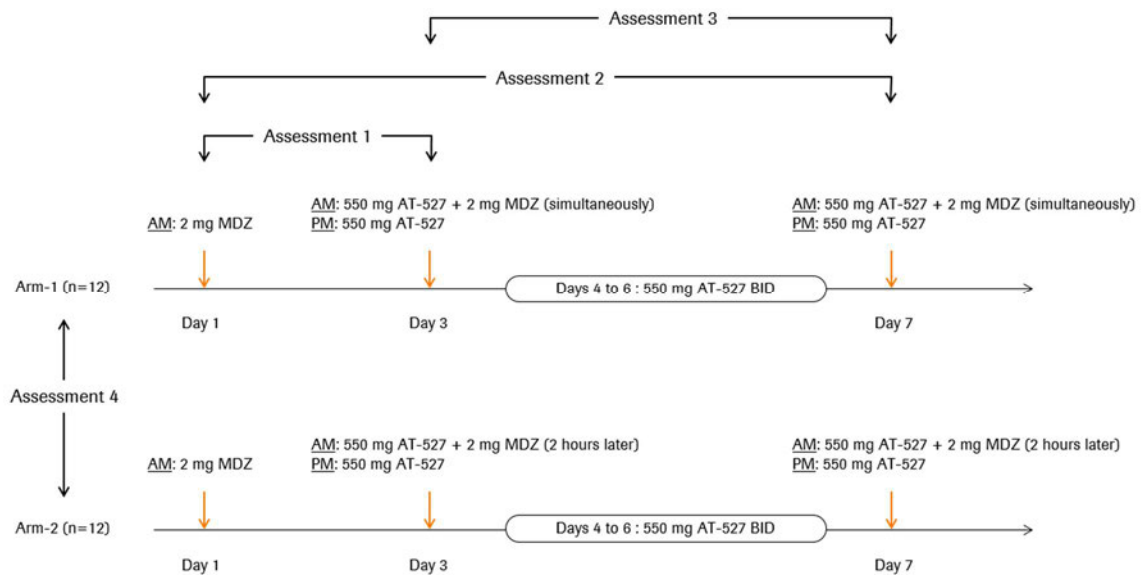 Assessment 3
Assessment 2
Assessment 1
AM: 2 mg MDZ
AM: 550 mg AT-527 + 2 mg MDZ (simultaneously)
PM: 550 mg AT-527
AM: 550 mg AT-527 + 2 mg MDZ (simultaneously)
PM: 550 mg AT-527
Arm-1 (n=12)
Days 4 to 6 : 550 mg AT-527 BID
Day 1
Day 3
Day 7
Assessment 4
AM: 2 mg MDZ
AM: 550 mg AT-527 + 2 mg MDZ (2 hours later)
PM: 550 mg AT-527
AM: 550 mg AT-527 + 2 mg MDZ (2 hours later)
PM: 550 mg AT-527
Arm-2 (n=12)
Days 4 to 6 : 550 mg AT-527 BID
Day 1
Day 3
Day 7